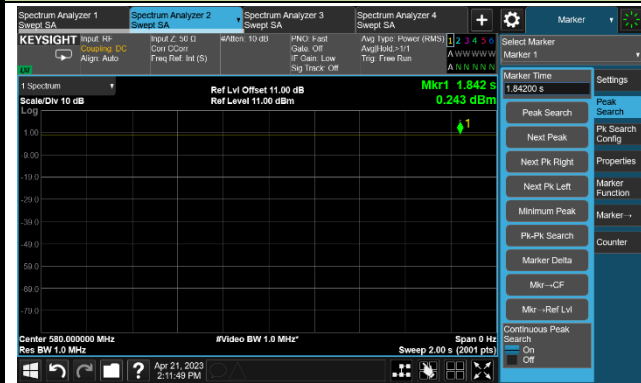 Spectrum Analyzer 1
Swept SA
Spectrum Analyzer 2
Swept SA
Spectrum Analyzer 3
Swept SA
Spectrum Analyzer 4
Swept SA
+
Marker
KEYSIGHT
Input: RF
Coupling: DC
Align: Auto
Input Z: 50 Ω
Corr CCorr
Freq Ref: Int (S)
#Atten: 10 dB
PNO: Fast
Gate: Off
IF Gain: Low
Sig Track: Off
Avg Type: Power (RMS)
Avg|Hold:>1/1
Trig: Free Run
1 2 3 4 5 6
A W W W W W
A N N N N N
LXI
Select Marker
Marker 1
1 Spectrum
Scale/Div 10 dB
Log
Ref Lvl Offset 11.00 dB
Ref Level 11.00 dBm
Mkr1 1.842 s
0.243 dBm
1
1.00
-9.00
-19.0
-29.0
-39.0
-49.0
-59.0
-69.0
-79.0
Center 580.000000 MHz
Res BW 1.0 MHz
#Video BW 1.0 MHz*
Span 0 Hz
Sweep 2.00 s (2001 pts)
Marker Time
1.84200 s
Peak Search
Next Peak
Next Pk Right
Next Pk Left
Minimum Peak
Pk-Pk Search
Marker Delta
Mkr→CF
Mkr→Ref Lvl
Continuous Peak
Search
On
Off
Settings
Peak
Search
Pk Search
Config
Properties
Marker
Function
Marker→
Counter
?
Apr 21, 2023
2:11:49 PM